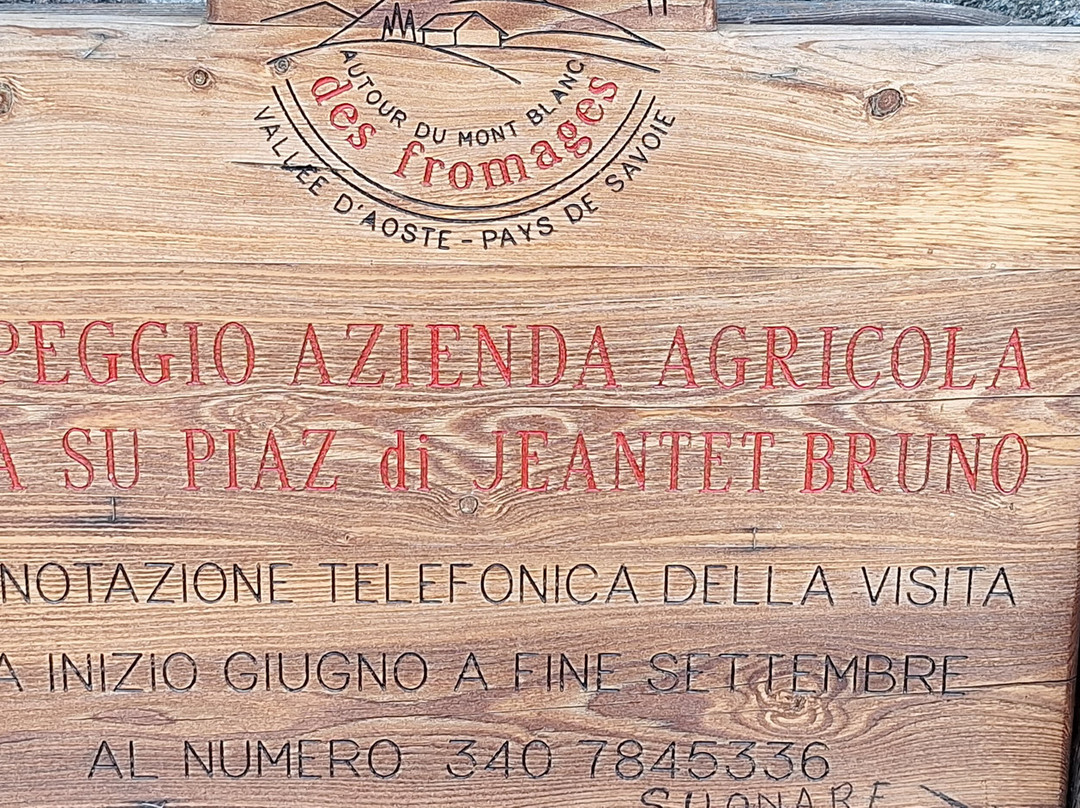 AUTOUR DU MONT BLANC
des fromages
VALLÉE D'AOSTE - PAYS DE SAVOIE
PEGGIO AZIENDA AGRICOLA
A SU PIAZ di JEANTET BRUNO
NOTAZIONE TELEFONICA DELLA VISITA
A INIZIO GIUGNO A FINE SETTEMBRE
AL NUMERO 340 7845336
SUONARE